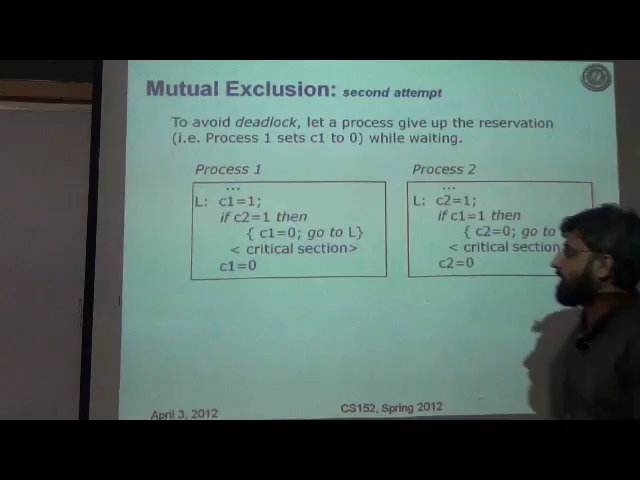 Mutual Exclusion: second attempt
To avoid deadlock, let a process give up the reservation
(i.e. Process 1 sets c1 to 0) while waiting.
Process 1
...
L: c1=1;
if c2=1 then
{ c1=0; go to L}
< critical section>
c1=0
Process 2
...
L: c2=1;
if c1=1 then
{ c2=0; go to
< critical section
c2=0
April 3, 2012
CS152, Spring 2012